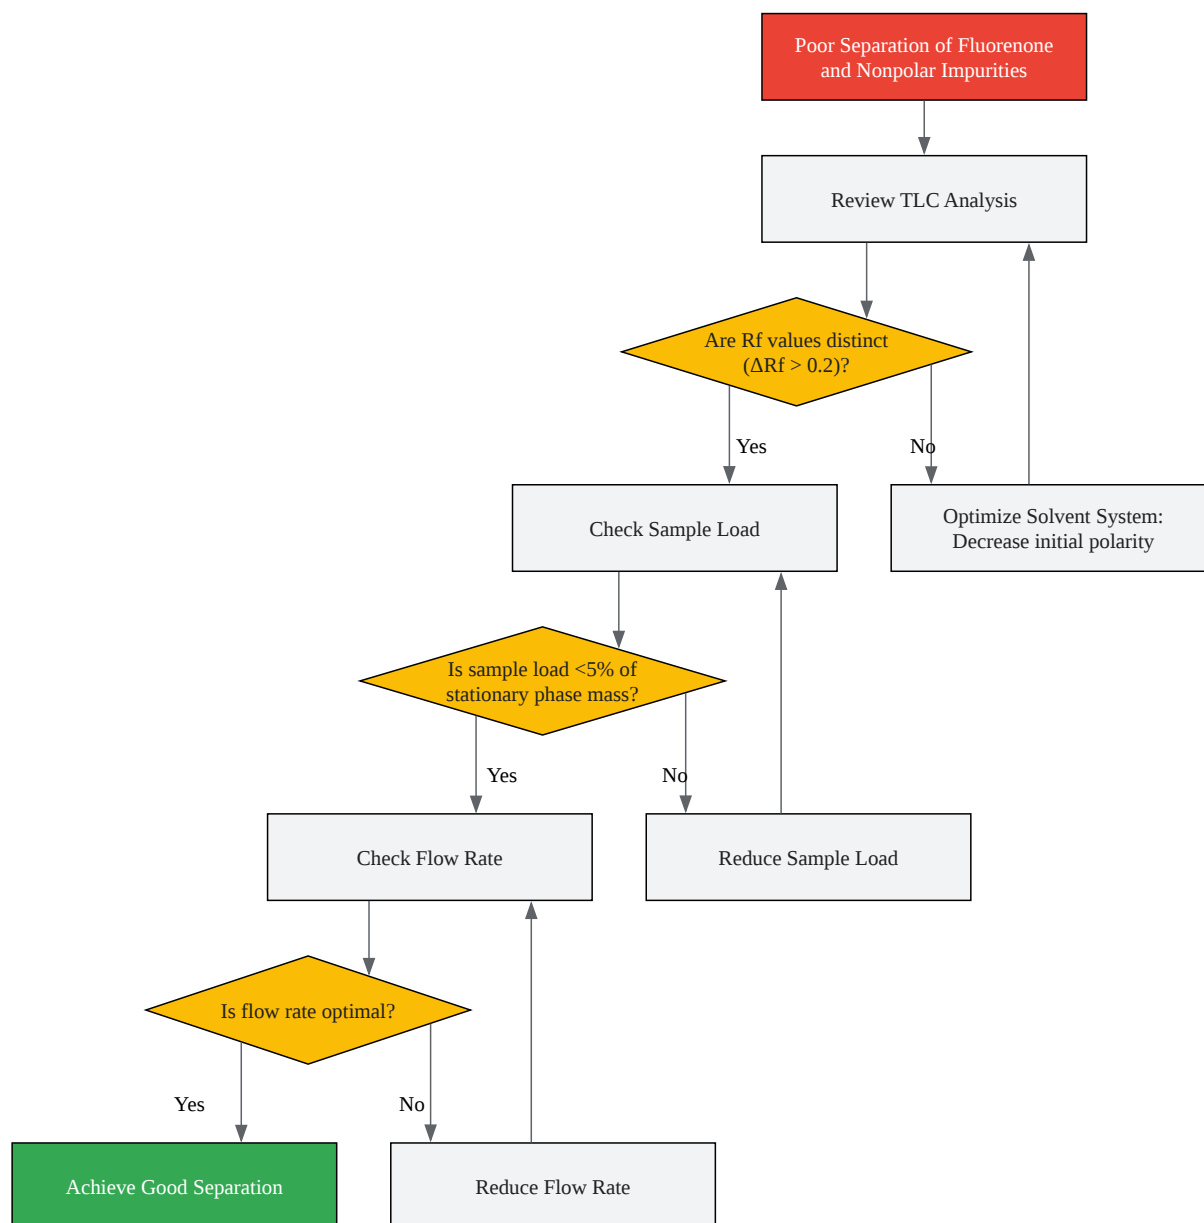 Poor Separation of Fluorenone
and Nonpolar Impurities
Review TLC Analysis
Are Rf values distinct
(ΔRf > 0.2)?
Yes
No
Check Sample Load
Optimize Solvent System:
Decrease initial polarity
Is sample load <5% of
stationary phase mass?
Yes
No
Check Flow Rate
Reduce Sample Load
Is flow rate optimal?
Yes
No
Achieve Good Separation
Reduce Flow Rate